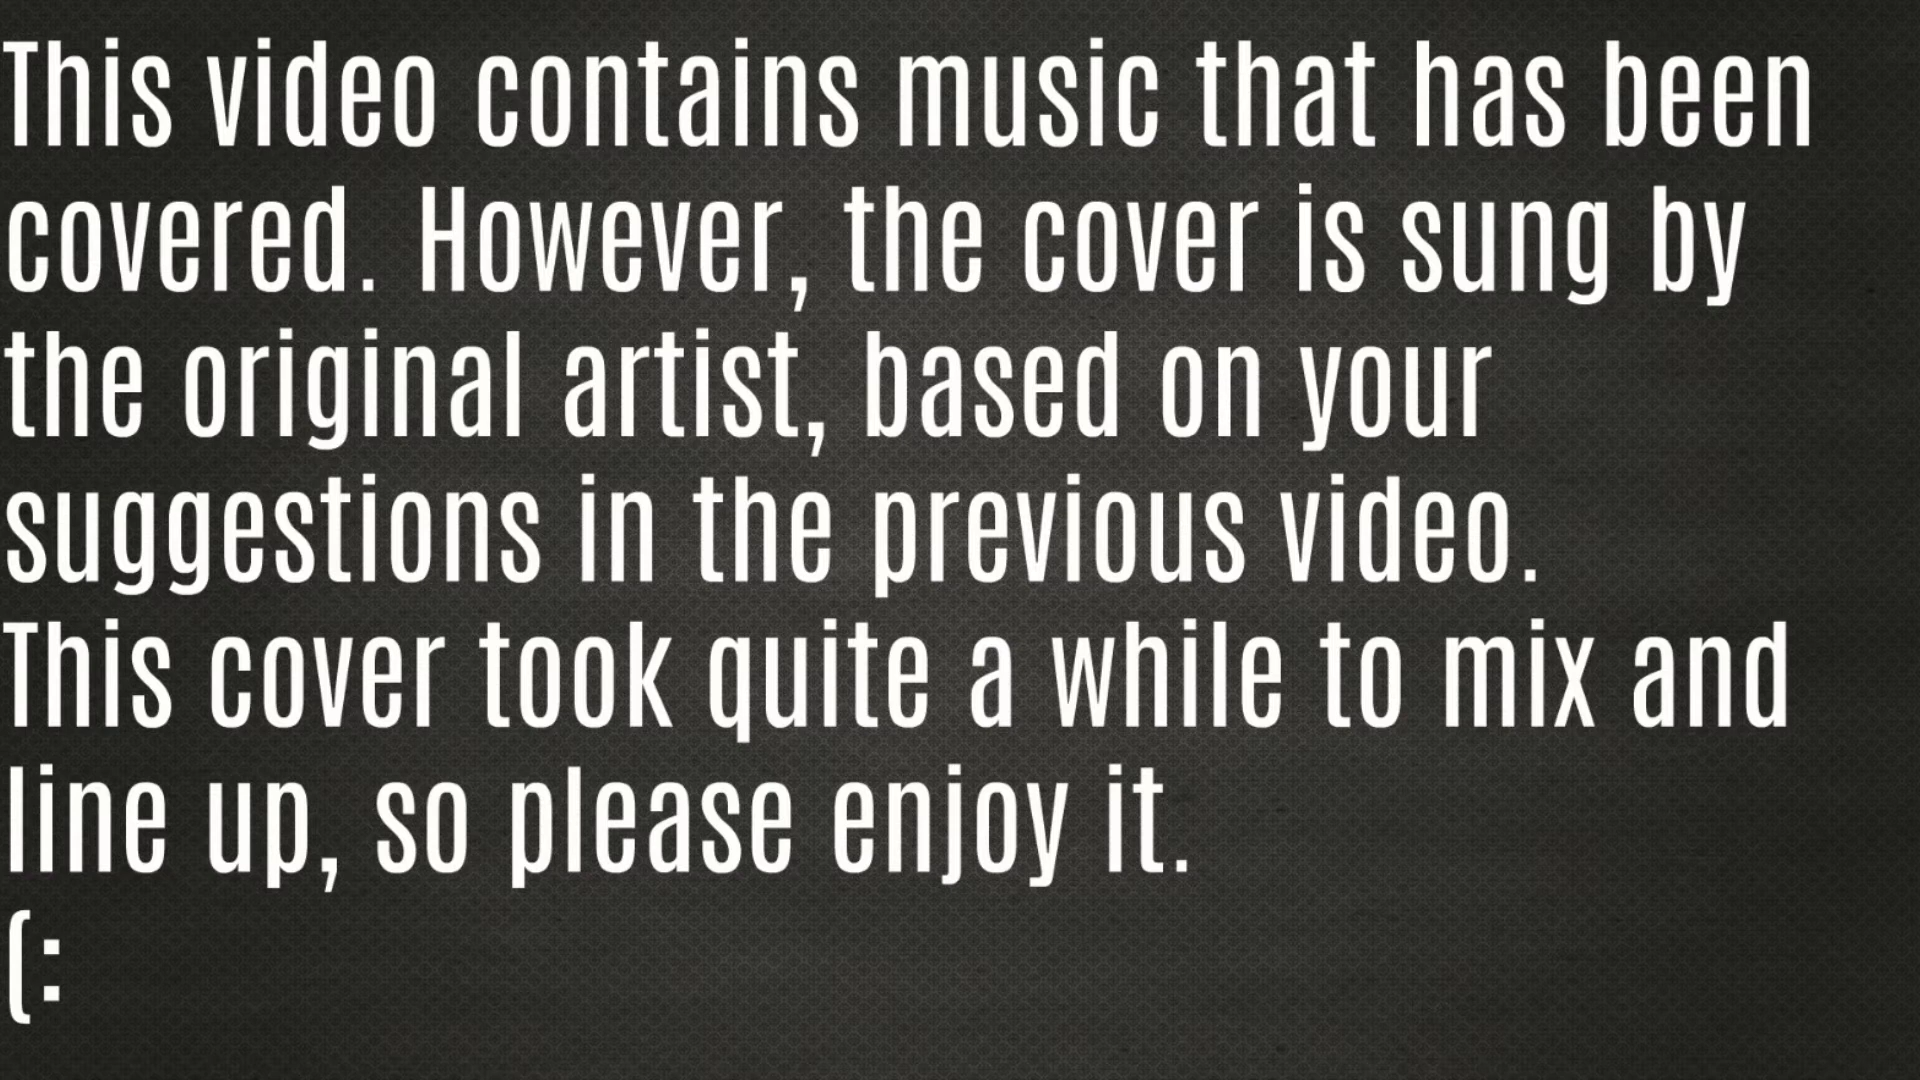 This video contains music that has been
covered. However, the cover is sung by
the original artist, based on your
suggestions in the previous video.
This cover took quite a while to mix and
line up, so please enjoy it.
(: